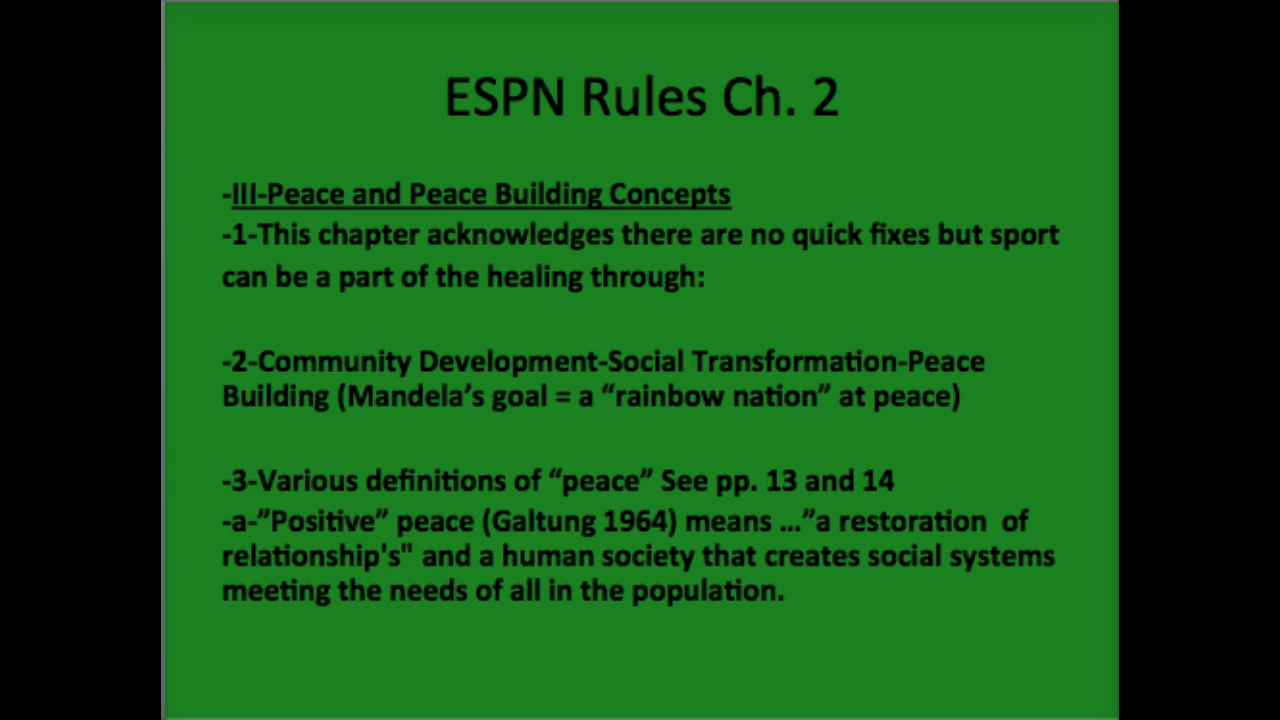 ESPN Rules Ch. 2
-III-Peace and Peace Building Concepts
-1-This chapter acknowledges there are no quick fixes but sport
can be a part of the healing through:
-2-Community Development-Social Transformation-Peace
Building (Mandela’s goal = a “rainbow nation” at peace)
-3-Various definitions of “peace” See pp. 13 and 14
-a-”Positive” peace (Galtung 1964) means …”a restoration  of
relationship's" and a human society that creates social systems
meeting the needs of all in the population.